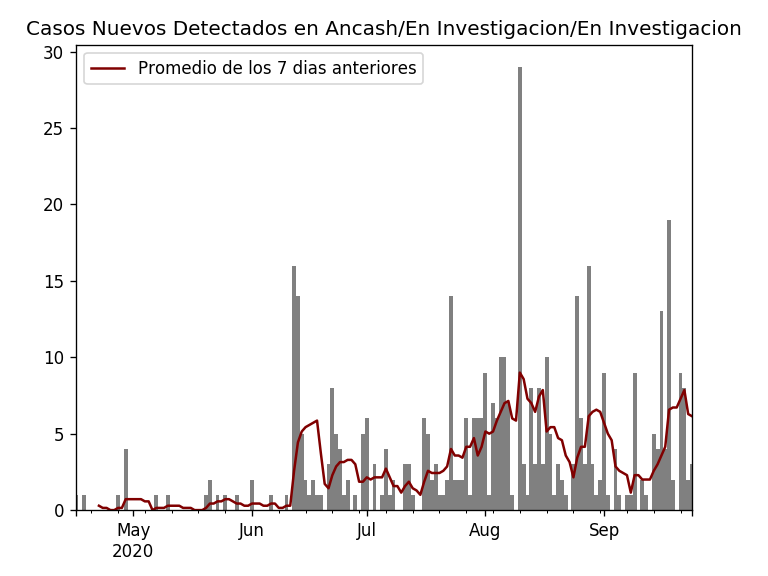 Casos Nuevos Detectados en Ancash/En Investigacion/En Investigacion
Promedio de los 7 dias anteriores
30
25
20
15
10
5
0
May
2020
Jun
Jul
Aug
Sep